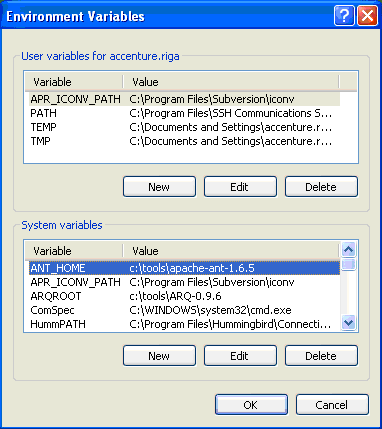 Environment Variables
User variables for accenture.riga
Variable Value
APR_ICONV_PATH C:\Program Files\Subversion\iconv
PATH C:\Program Files\SSH Communications S...
TEMP C:\Documents and Settings\accenture.r...
TMP C:\Documents and Settings\accenture.r...
New Edit Delete
System variables
Variable Value
ANT_HOME c:\tools\apache-ant-1.6.5
APR_ICONV_PATH C:\Program Files\Subversion\iconv
ARQROOT c:\tools\ARQ-0.9.6
ComSpec C:\WINDOWS\system32\cmd.exe
HummPATH C:\Program Files\Hummingbird\Connecti...
New Edit Delete
OK Cancel